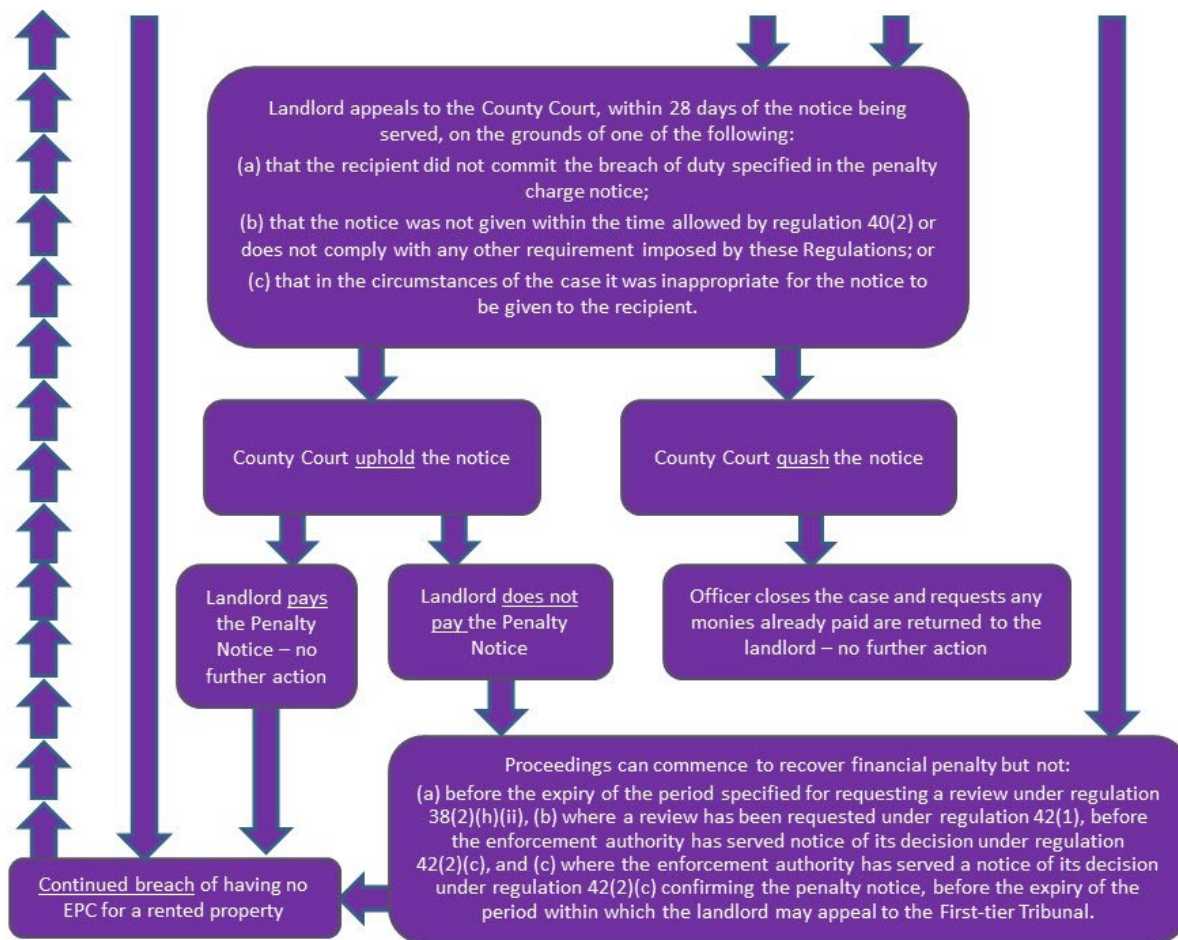 Landlord appeals to the County Court, within 28 days of the notice being
served, on the grounds of one of the following:
(a) that the recipient did not commit the breach of duty specified in the penalty
charge notice;
(b) that the notice was not given within the time allowed by regulation 40(2) or
does not comply with any other requirement imposed by these Regulations; or
(c) that in the circumstances of the case it was inappropriate for the notice to
be given to the recipient.
County Court uphold the notice
County Court quash the notice
Landlord pays
the Penalty
Notice – no
further action
Landlord does not
pay the Penalty
Notice
Officer closes the case and requests any
monies already paid are returned to the
landlord – no further action
Proceedings can commence to recover financial penalty but not:
(a) before the expiry of the period specified for requesting a review under regulation
38(2)(h)(ii), (b) where a review has been requested under regulation 42(1), before
the enforcement authority has served notice of its decision under regulation
42(2)(c), and (c) where the enforcement authority has served a notice of its decision
under regulation 42(2)(c) confirming the penalty notice, before the expiry of the
period within which the landlord may appeal to the First-tier Tribunal.
Continued breach of having no
EPC for a rented property